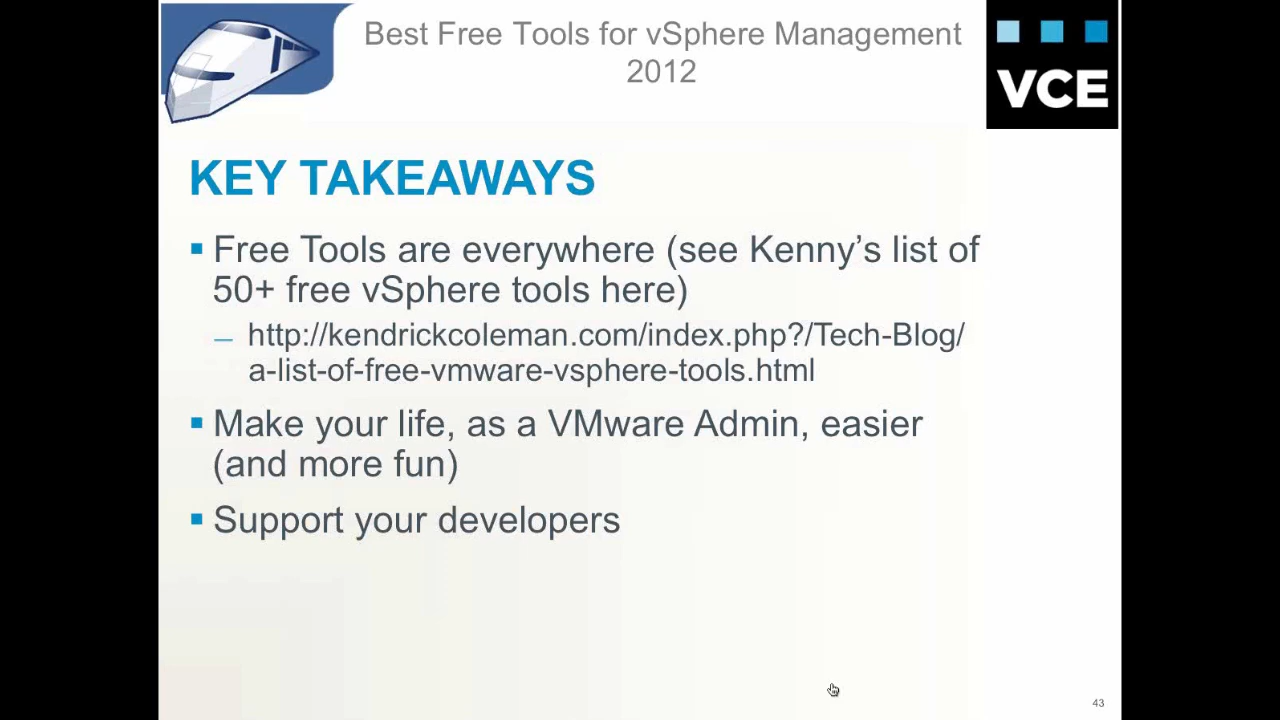 Best Free Tools for vSphere Management
2012
VCE
KEY TAKEAWAYS
Free Tools are everywhere (see Kenny’s list of
50+ free vSphere tools here)
http://kendrickcoleman.com/index.php?/Tech-Blog/
a-list-of-free-vmware-vsphere-tools.html
Make your life, as a VMware Admin, easier
(and more fun)
Support your developers
43